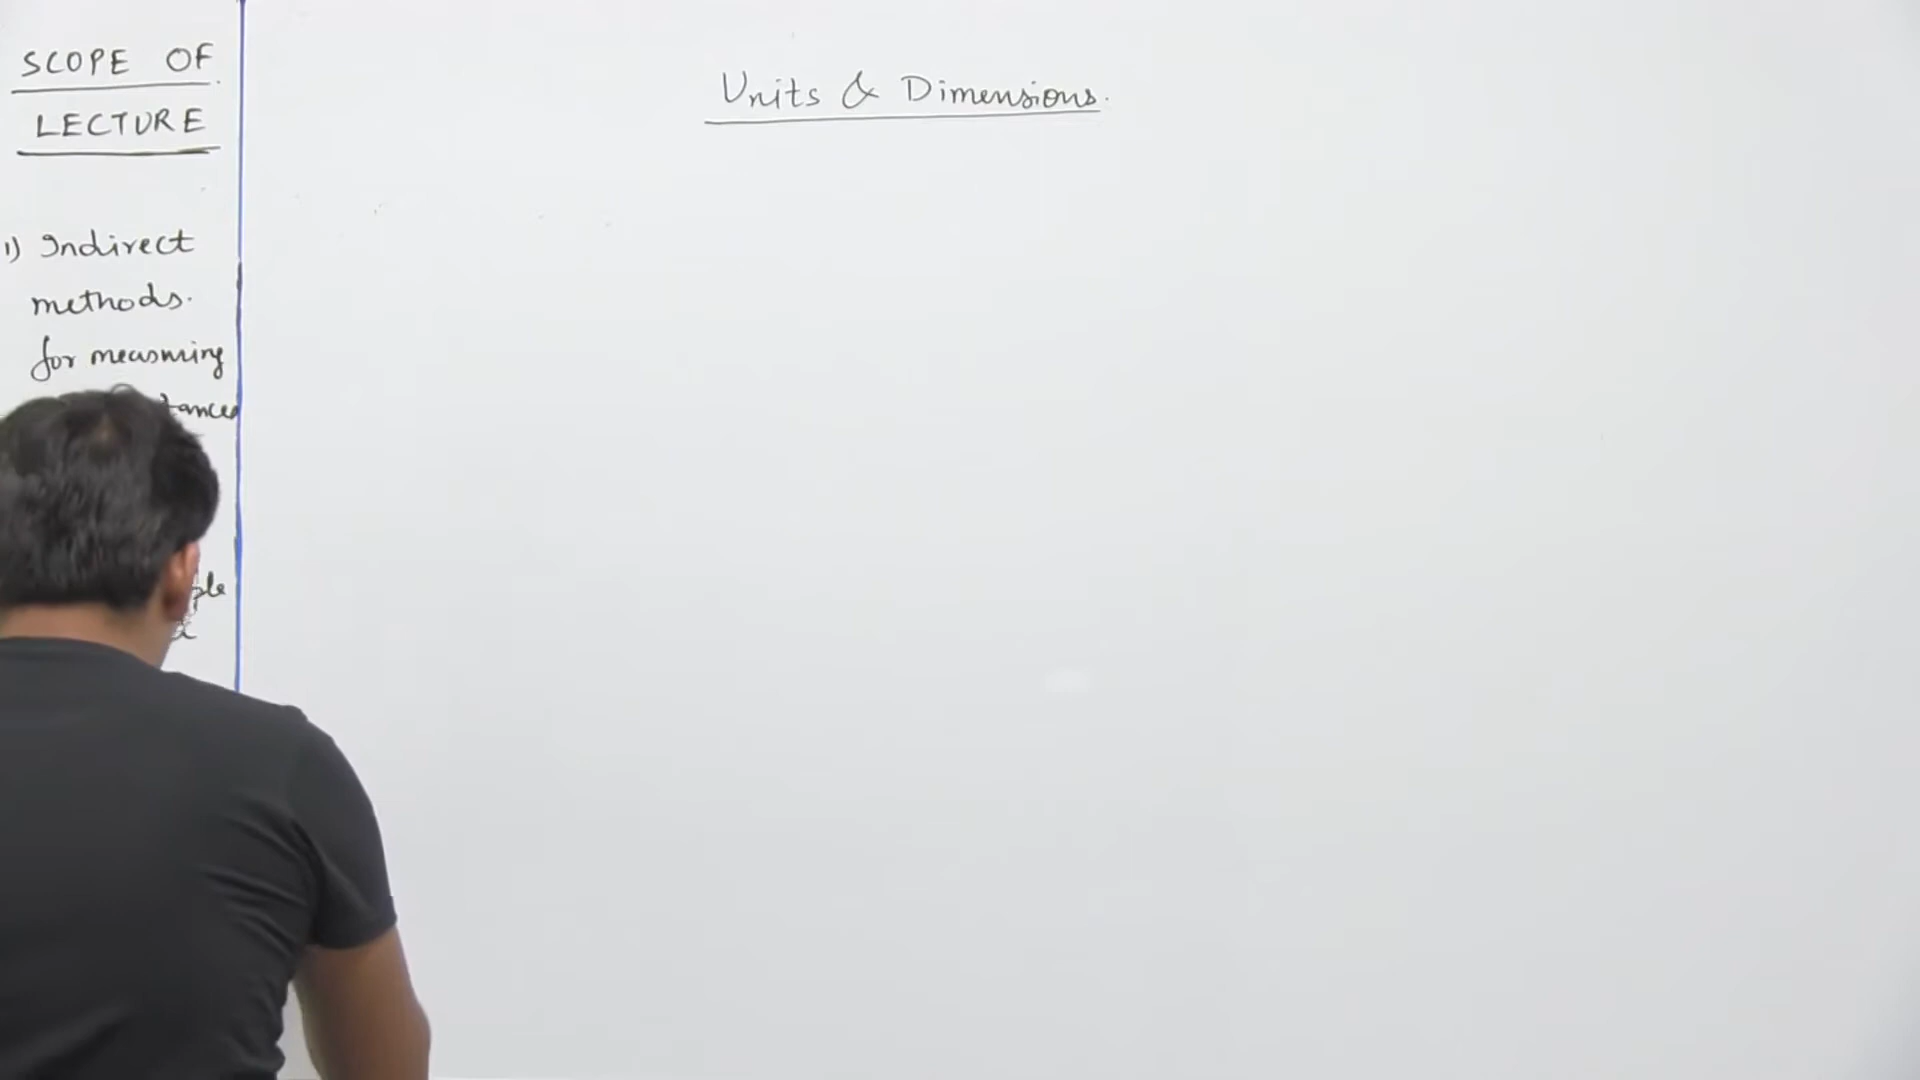 SCOPE OF
LECTURE
Units & Dimensions.
1) Indirect
methods.
for measuring